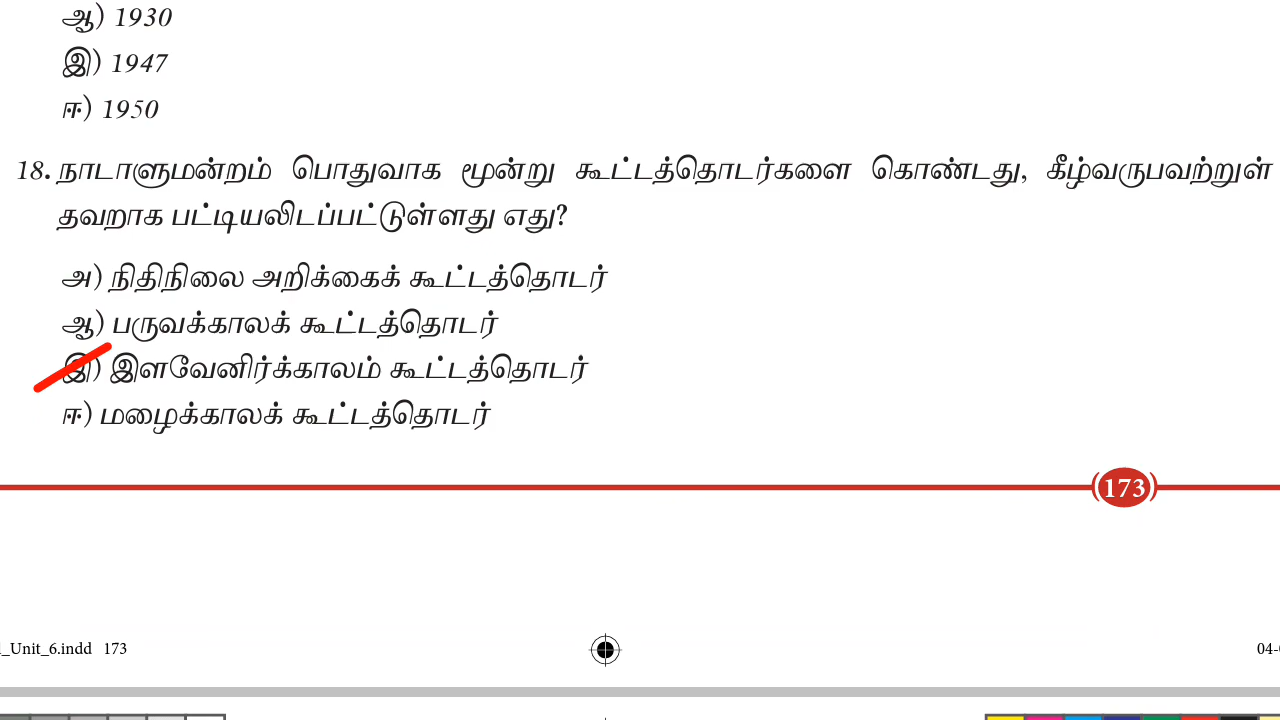 ஆ) 1930
இ) 1947
ஈ) 1950
18. நாடாளுமன்றம் பொதுவாக மூன்று கூட்டத்தொடர்களை கொண்டது, கீழ்வருபவற்றுள்
தவறாக பட்டியலிடப்பட்டுள்ளது எது?
அ) நிதிநிலை அறிக்கைக் கூட்டத்தொடர்
ஆ) பருவக்காலக் கூட்டத்தொடர்
இ) இளவேனிர்க்காலம் கூட்டத்தொடர்
ஈ) மழைக்காலக் கூட்டத்தொடர்
173
_Unit_6.indd 173
04-